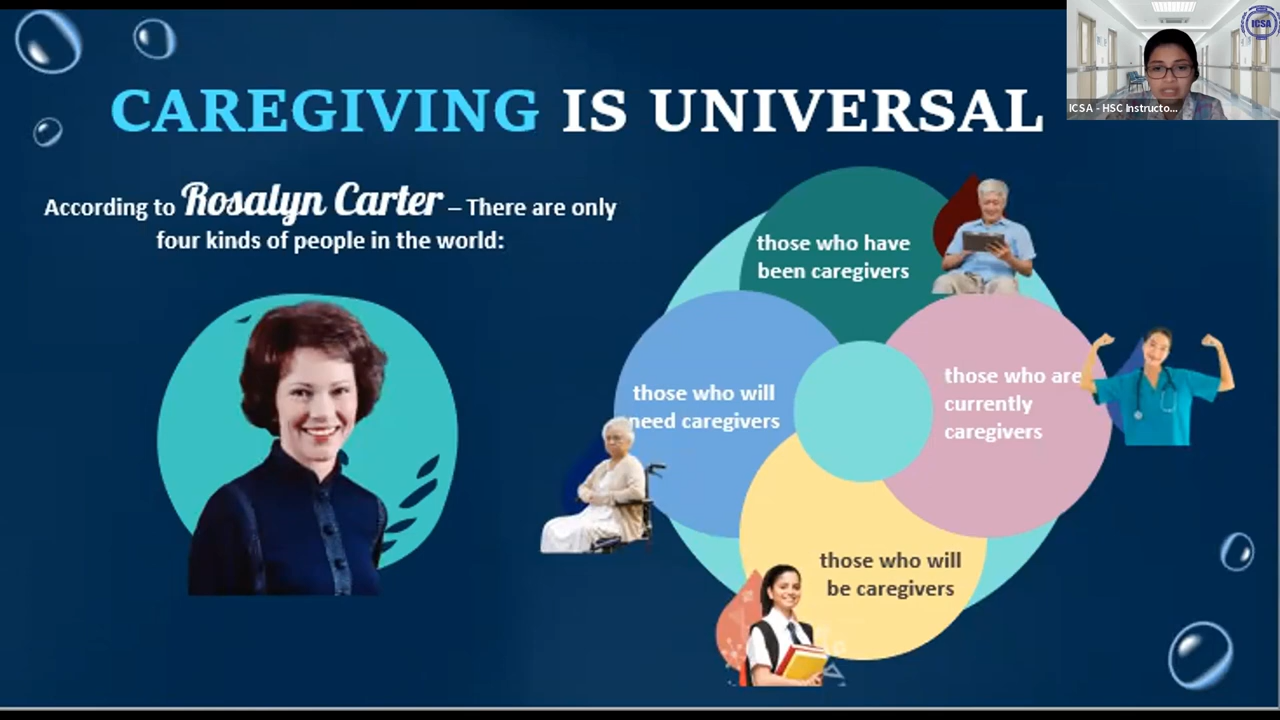 ICSA
ICSA - HSC Instructo...
CAREGIVING IS UNIVERSAL
According to Rosalyn Carter – There are only
four kinds of people in the world:
those who have
been caregivers
those who are
currently
caregivers
those who will
need caregivers
those who will
be caregivers